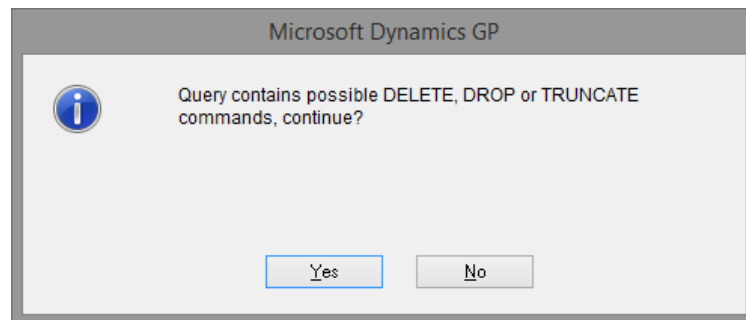 Microsoft Dynamics GP
Query contains possible DELETE, DROP or TRUNCATE
commands, continue?
Yes
No